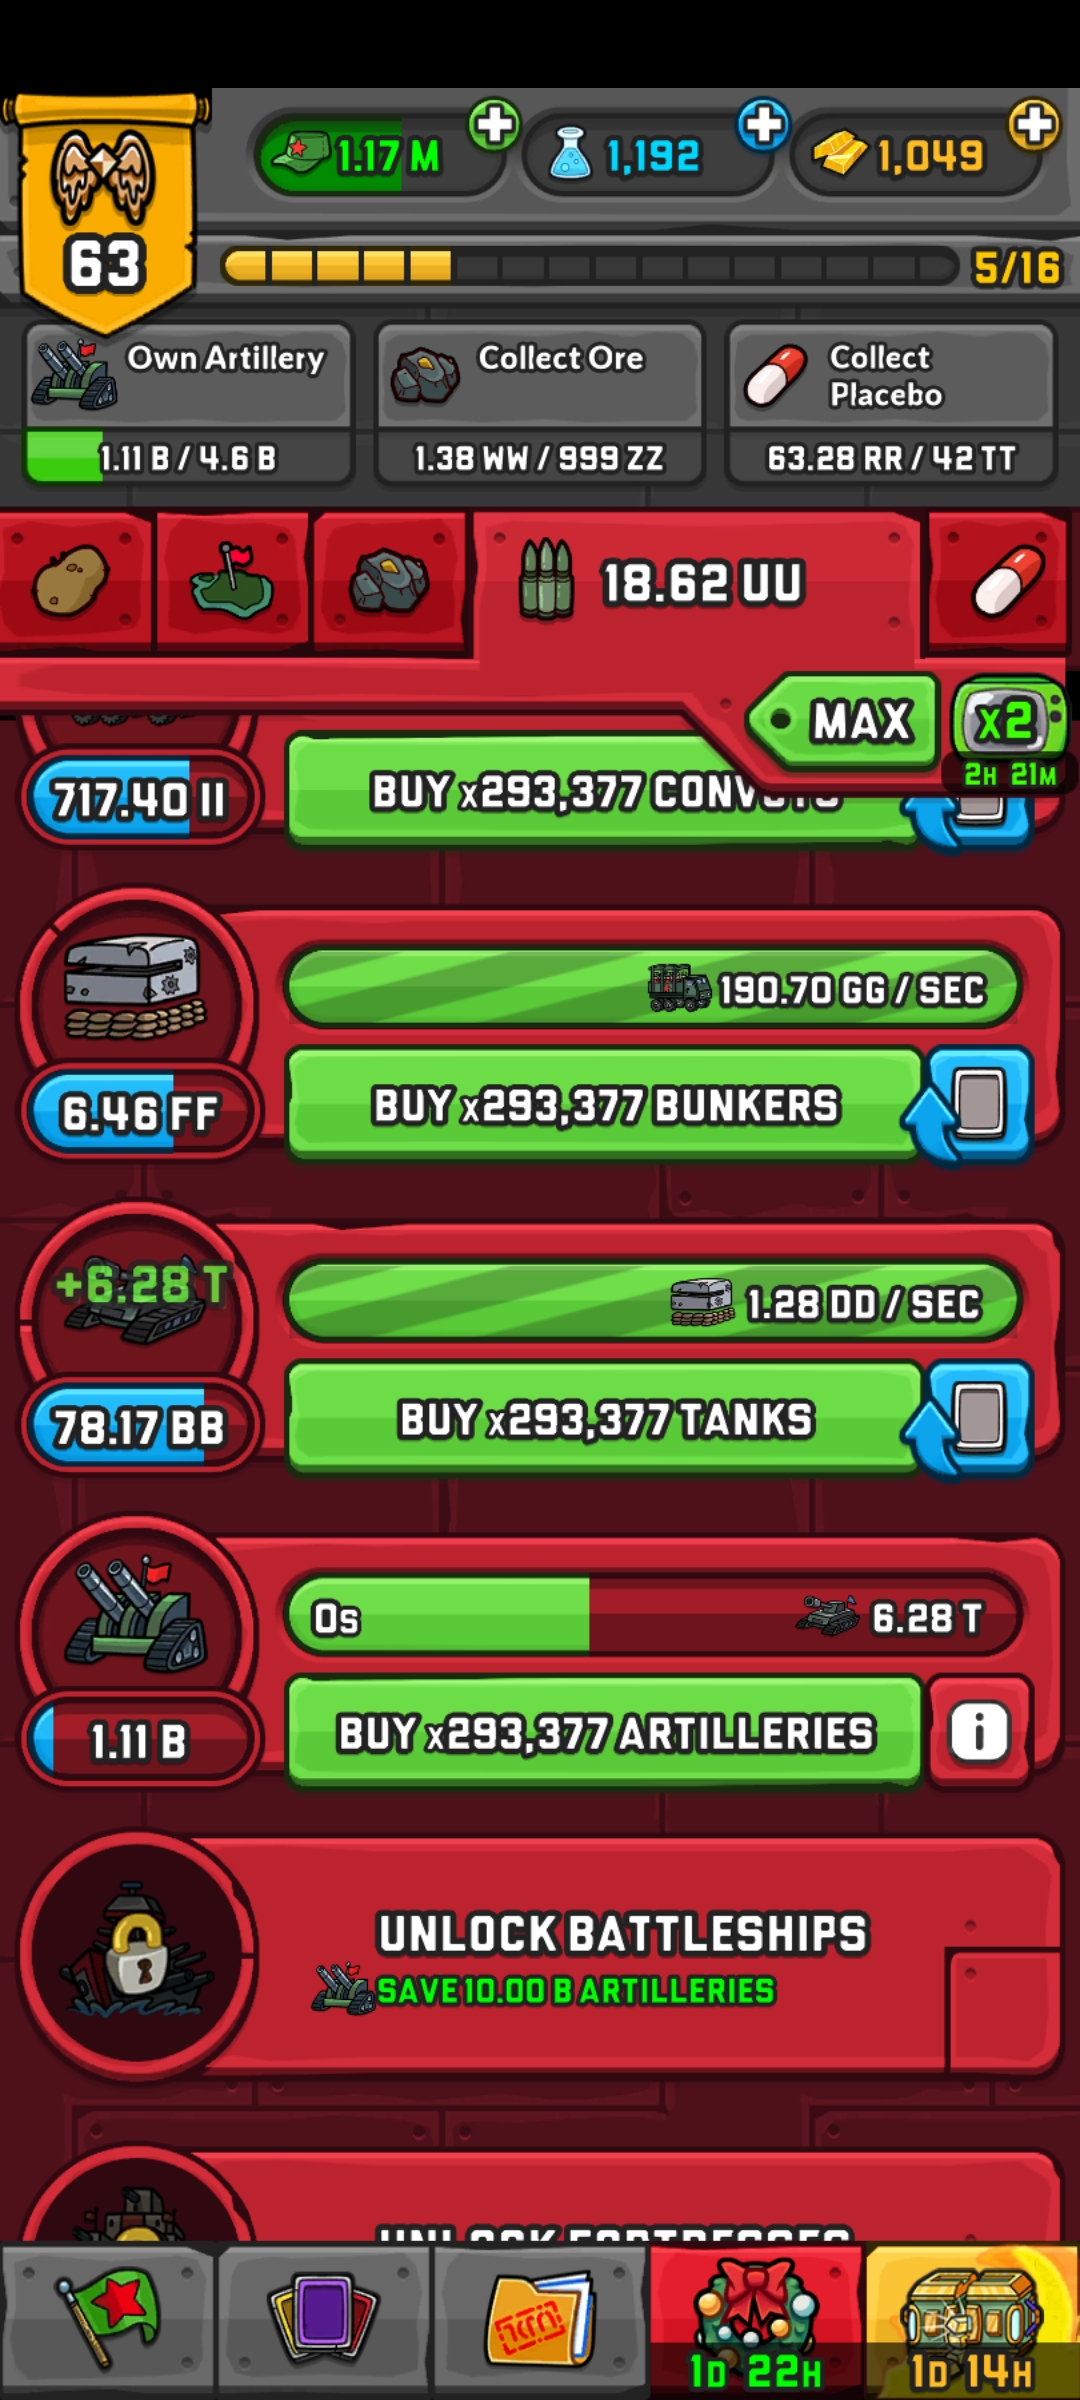 1.17 M
1,192
1,049
63
5/16
Own Artillery
1.11 B / 4.6 B
Collect Ore
1.38 WW / 999 ZZ
Collect
Placebo
63.28 RR / 42 TT
18.62 UU
MAX
x2
2H 21M
717.40 II
BUY x293,377 CONVOYS
190.70 GG / SEC
6.46 FF
BUY x293,377 BUNKERS
+6.28 T
1.28 DD / SEC
78.17 BB
BUY x293,377 TANKS
0s
6.28 T
1.11 B
BUY x293,377 ARTILLERIES
i
UNLOCK BATTLESHIPS
SAVE 10.00 B ARTILLERIES
UNLOCK FORTRESSES
1D 22H
1D 14H